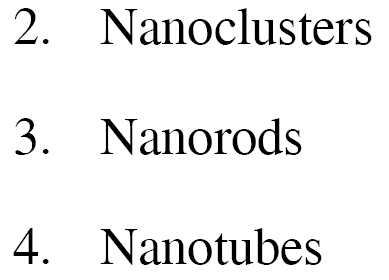 2. Nanoclusters
3. Nanorods
4. Nanotubes